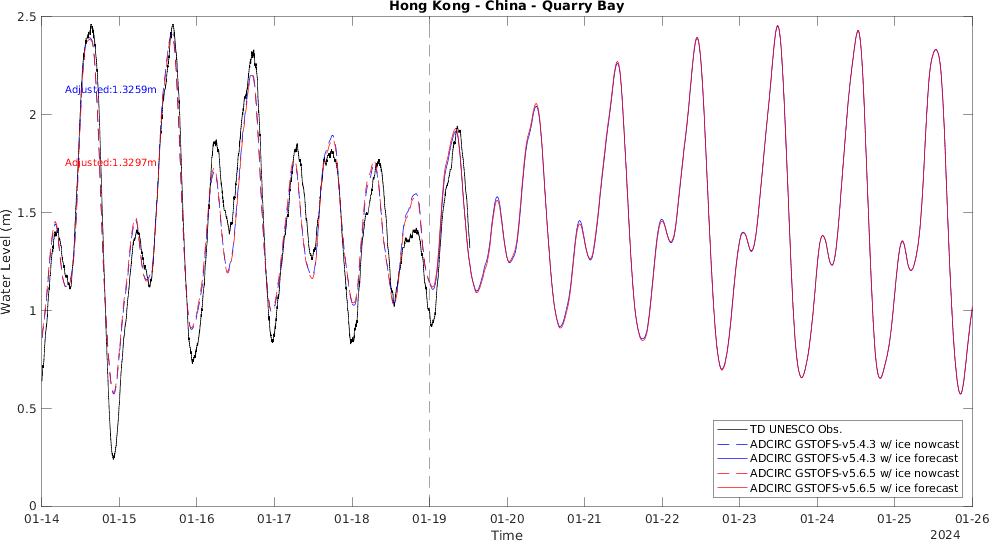 Hong Kong - China - Quarry Bay
2.5
2
1.5
1
0.5
0
Water Level (m)
Adjusted:1.3259m
Adjusted:1.3297m
TD UNESCO Obs.
ADCIRC GSTOFS-v5.4.3 w/ ice nowcast
ADCIRC GSTOFS-v5.4.3 w/ ice forecast
ADCIRC GSTOFS-v5.6.5 w/ ice nowcast
ADCIRC GSTOFS-v5.6.5 w/ ice forecast
01-14 01-15 01-16 01-17 01-18 01-19 01-20 01-21 01-22 01-23 01-24 01-25 01-26
Time
2024